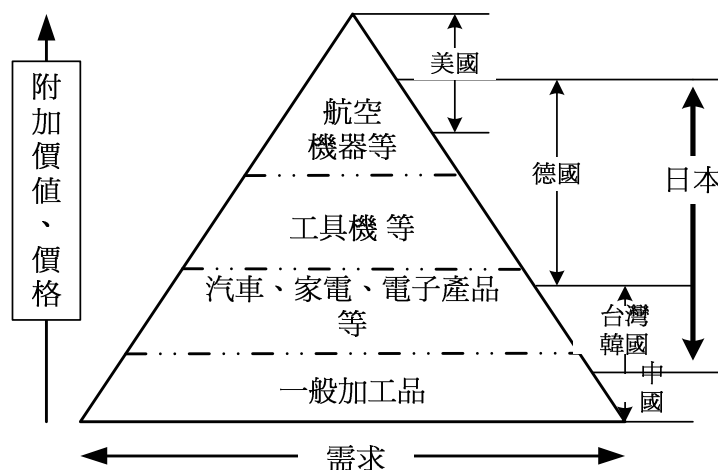 附加價值、價格
航空
機器等
工具機 等
汽車、家電、電子產品
等
一般加工品
需求
美國
德國
日本
台灣
韓國
中國